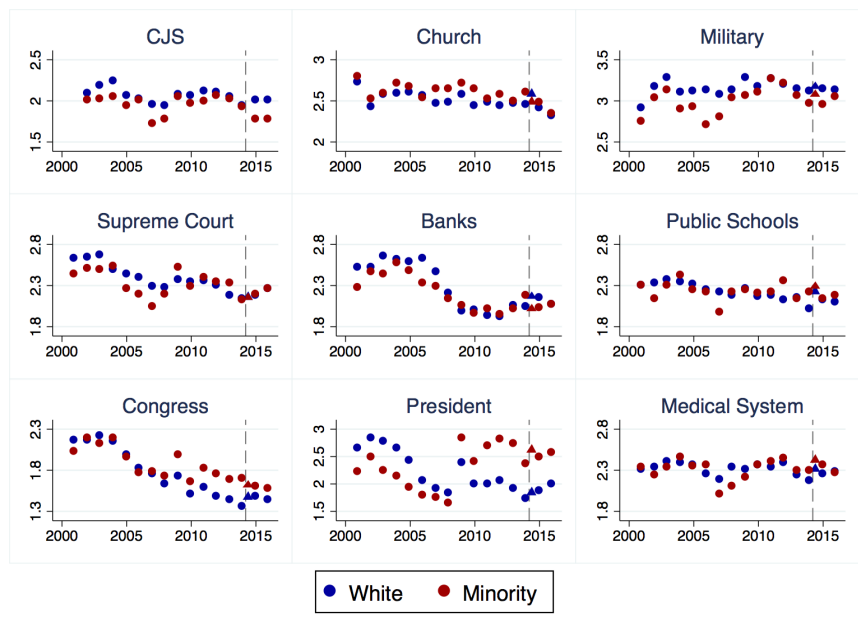 CJS
Church
Military
2.5
2
1.5
2000 2005 2010 2015
3
2.5
2
2000 2005 2010 2015
3.5
3
2.5
2000 2005 2010 2015
Supreme Court
Banks
Public Schools
2.8
2.3
1.8
2000 2005 2010 2015
2.8
2.3
1.8
2000 2005 2010 2015
2.8
2.3
1.8
2000 2005 2010 2015
Congress
President
Medical System
2.3
1.8
1.3
2000 2005 2010 2015
3
2.5
2
1.5
2000 2005 2010 2015
2.8
2.3
1.8
2000 2005 2010 2015
White Minority